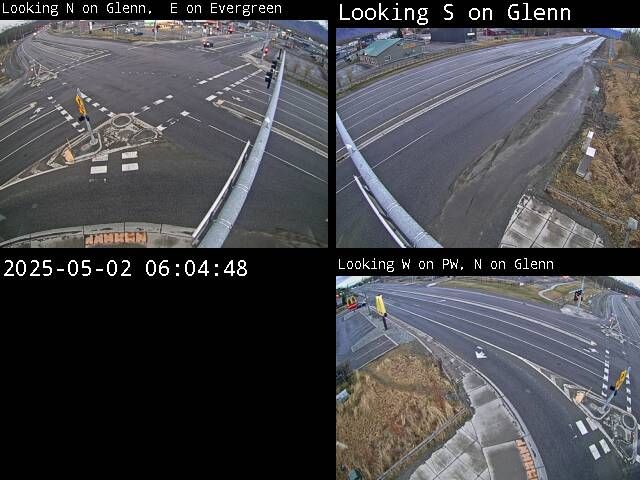 Looking N on Glenn,  E on Evergreen
Looking S on Glenn
2025-05-02 06:04:48
Looking W on PW, N on Glenn